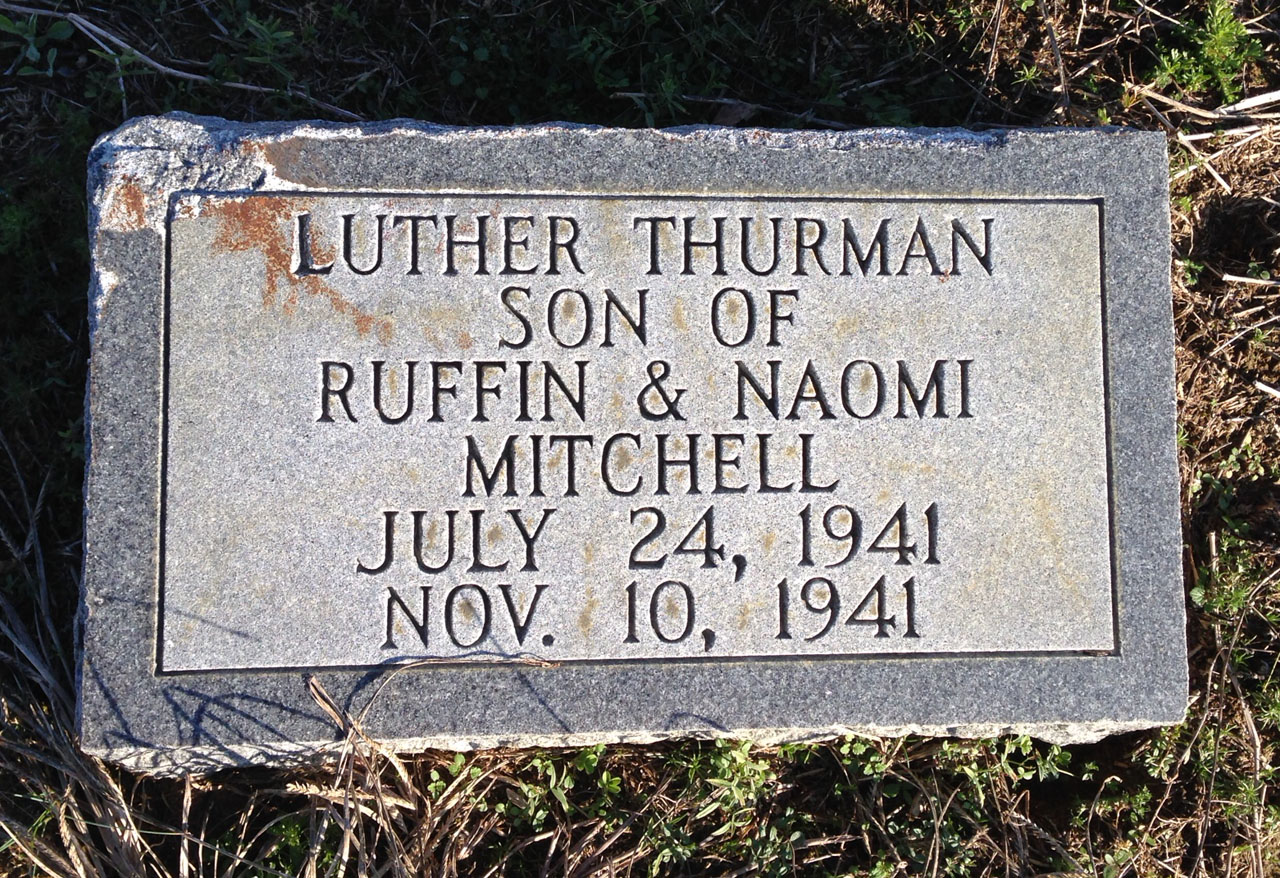 LUTHER THURMAN
SON OF
RUFFIN & NAOMI
MITCHELL
JULY 24, 1941
NOV. 10, 1941